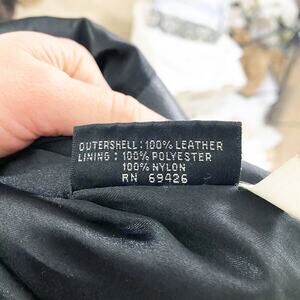 OUTERSHELL: 100% LEATHER
LINING: 100% POLYESTER
100% NYLON
RN 69426